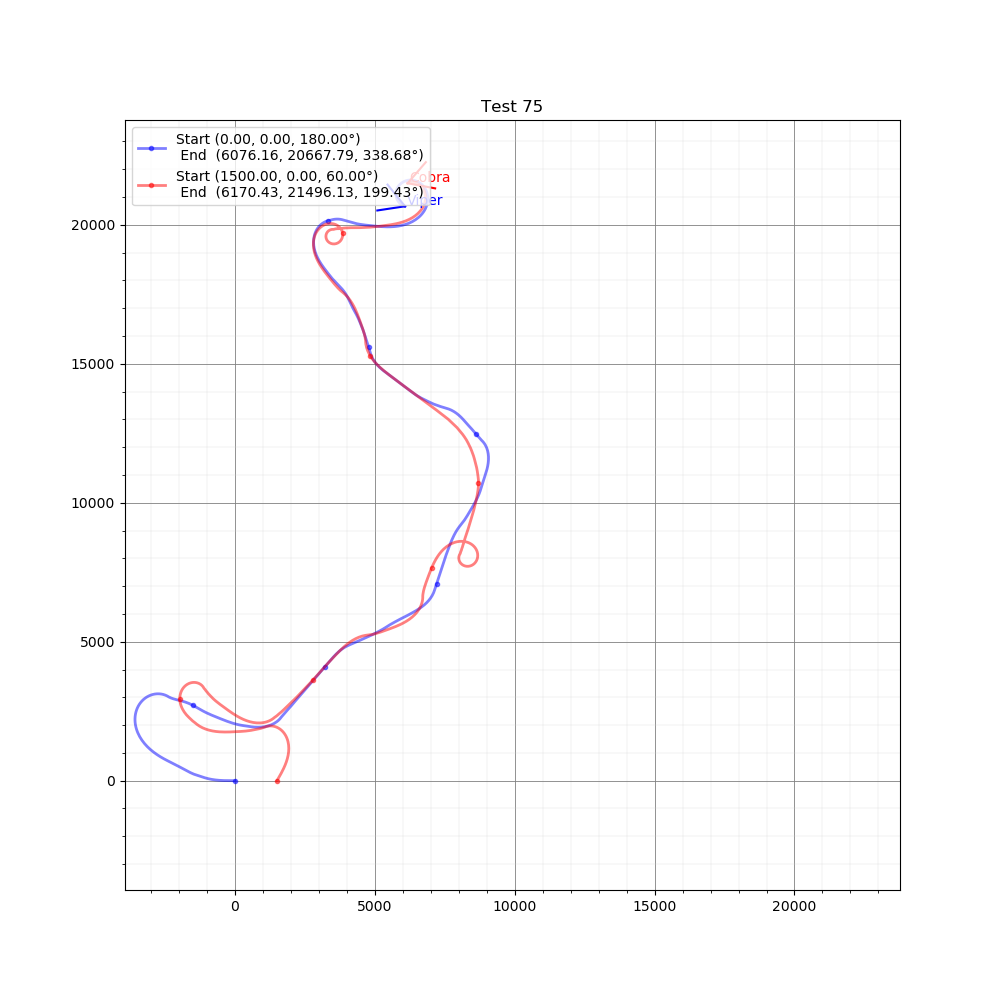 Test 75
Start (0.00, 0.00, 180.00°)
End (6076.16, 20667.79, 338.68°)
Start (1500.00, 0.00, 60.00°)
End (6170.43, 21496.13, 199.43°)
Cobra
Viper
20000
15000
10000
5000
0
0
5000
10000
15000
20000